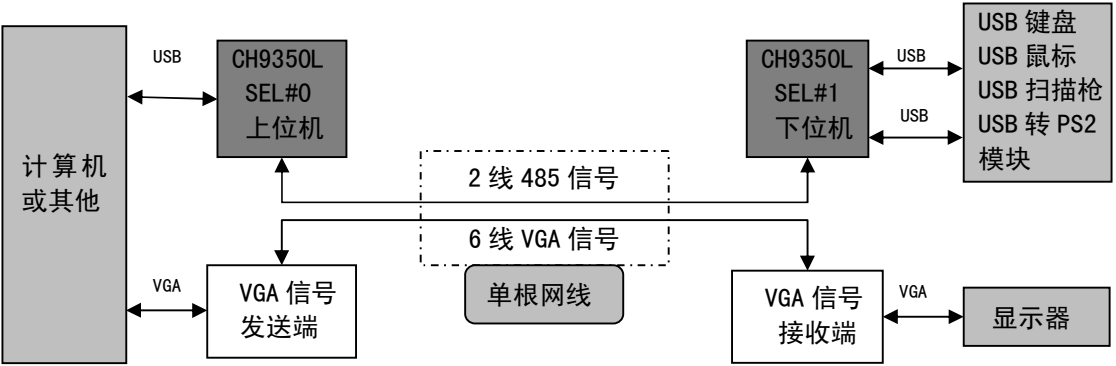 计算机
或其他
USB
CH9350L
SEL#0
上位机
CH9350L
SEL#1
下位机
USB
USB
USB 键盘
USB 鼠标
USB 扫描枪
USB 转 PS2
模块
2 线 485 信号
6 线 VGA 信号
单根网线
VGA
VGA 信号
发送端
VGA 信号
接收端
VGA
显示器